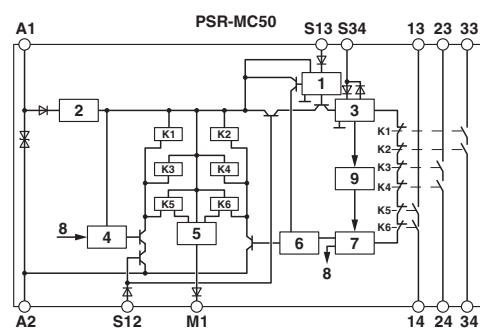 PSR-MC50
A1 S13 S34 13 23 33
1
2
3
K1 K2
K1
K2
K3 K4
K3
9
K4
K5 K6
K5
8 4 5 6 7
K6
8
A2 S12 M1 14 24 34